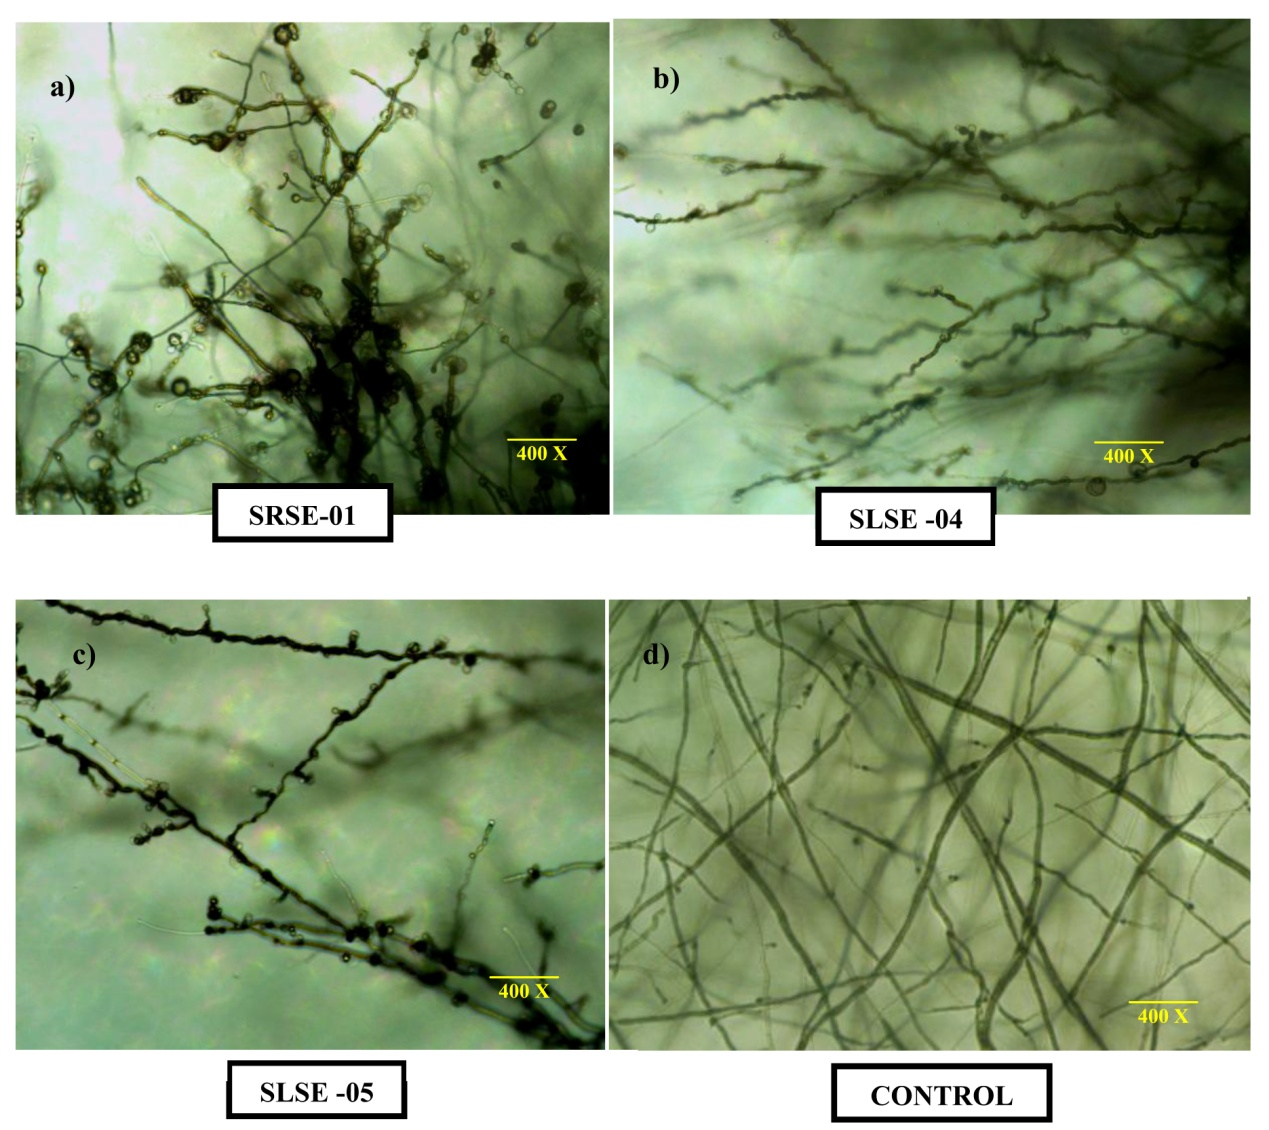 a)
b)
400 X
400 X
SRSE-01
SLSE -04
c)
d)
400 X
400 X
SLSE -05
CONTROL